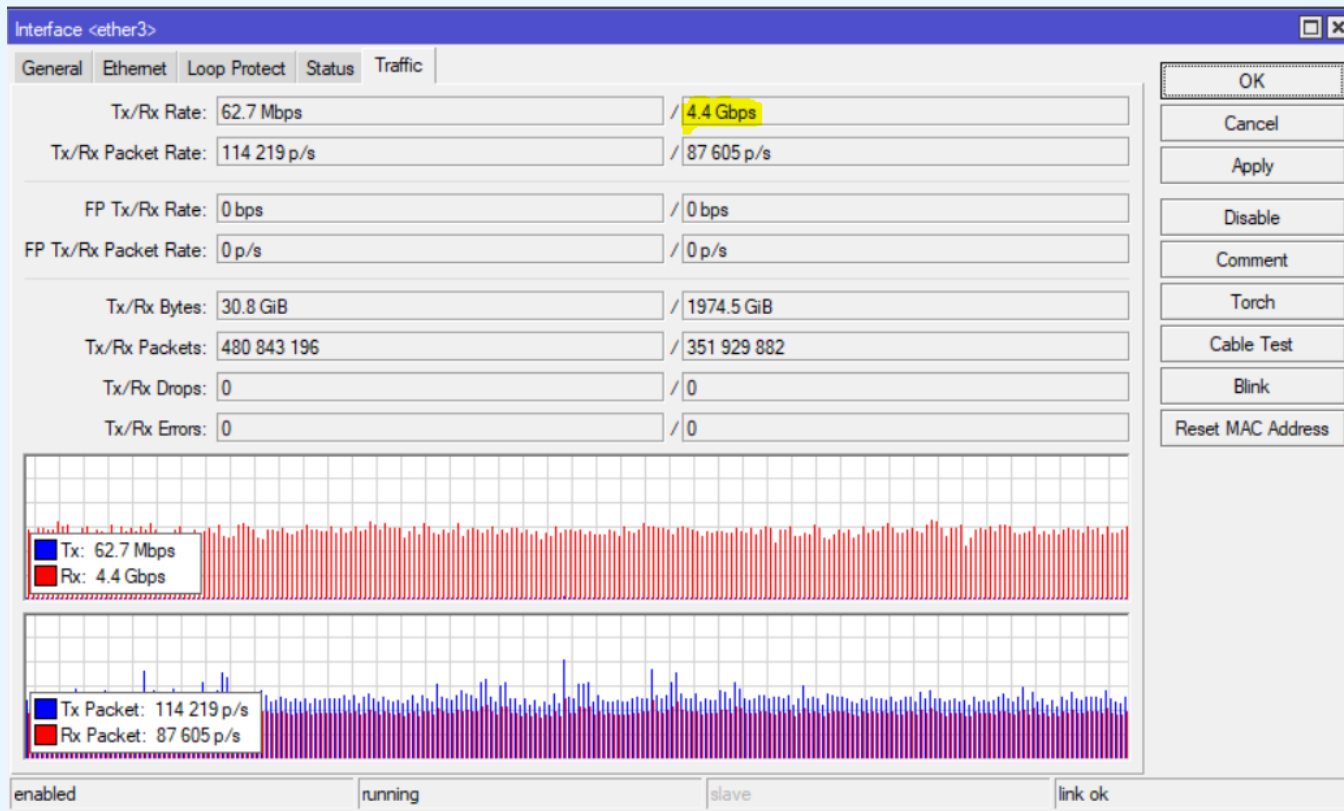 Interface <ether3>
General Ethernet Loop Protect Status Traffic
OK
Cancel
Apply
Disable
Comment
Torch
Cable Test
Blink
Reset MAC Address
Tx/Rx Rate: 62.7 Mbps / 4.4 Gbps
Tx/Rx Packet Rate: 114 219 p/s / 87 605 p/s
FP Tx/Rx Rate: 0 bps / 0 bps
FP Tx/Rx Packet Rate: 0 p/s / 0 p/s
Tx/Rx Bytes: 30.8 GiB / 1974.5 GiB
Tx/Rx Packets: 480 843 196 / 351 929 882
Tx/Rx Drops: 0 / 0
Tx/Rx Errors: 0 / 0
Tx: 62.7 Mbps
Rx: 4.4 Gbps
Tx Packet: 114 219 p/s
Rx Packet: 87 605 p/s
enabled running slave link ok